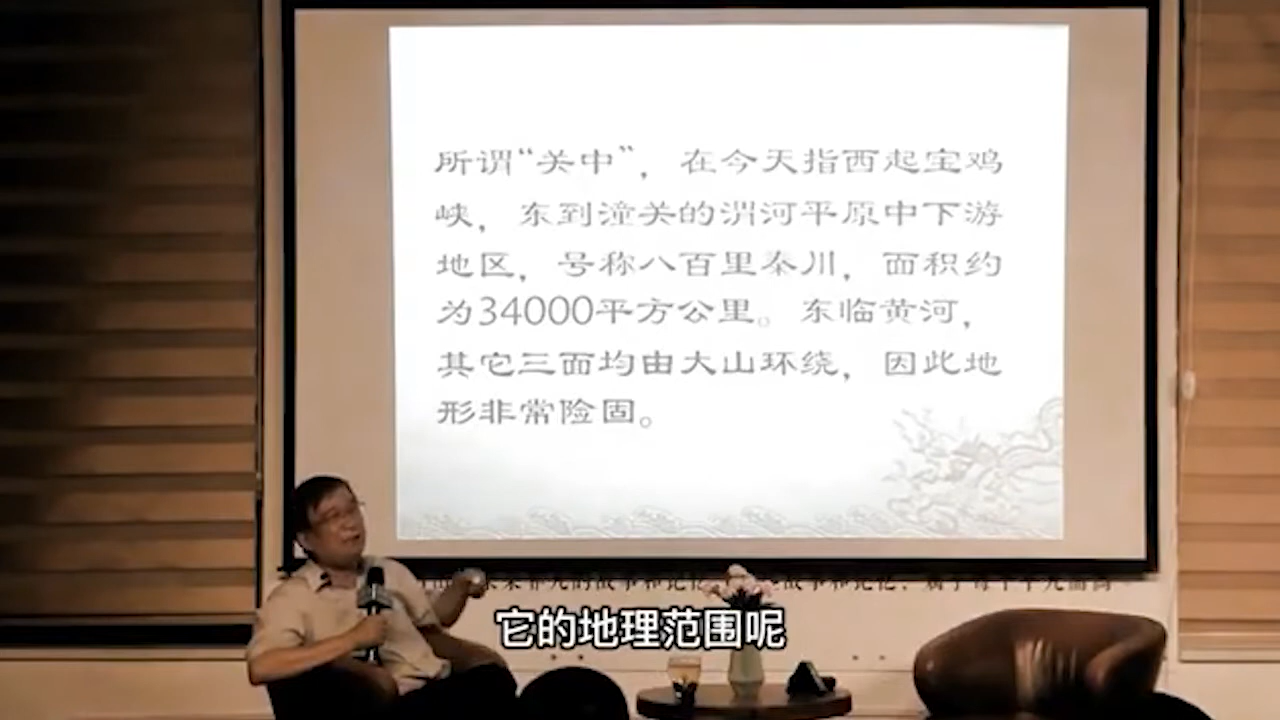 所谓“关中”，在今天指西起宝鸡
峡，东到潼关的渭河平原中下游
地区，号称八百里秦川，面积约
为34000平方公里。东临黄河，
其它三面均由大山环绕，因此地
形非常险固。
它的地理范围呢